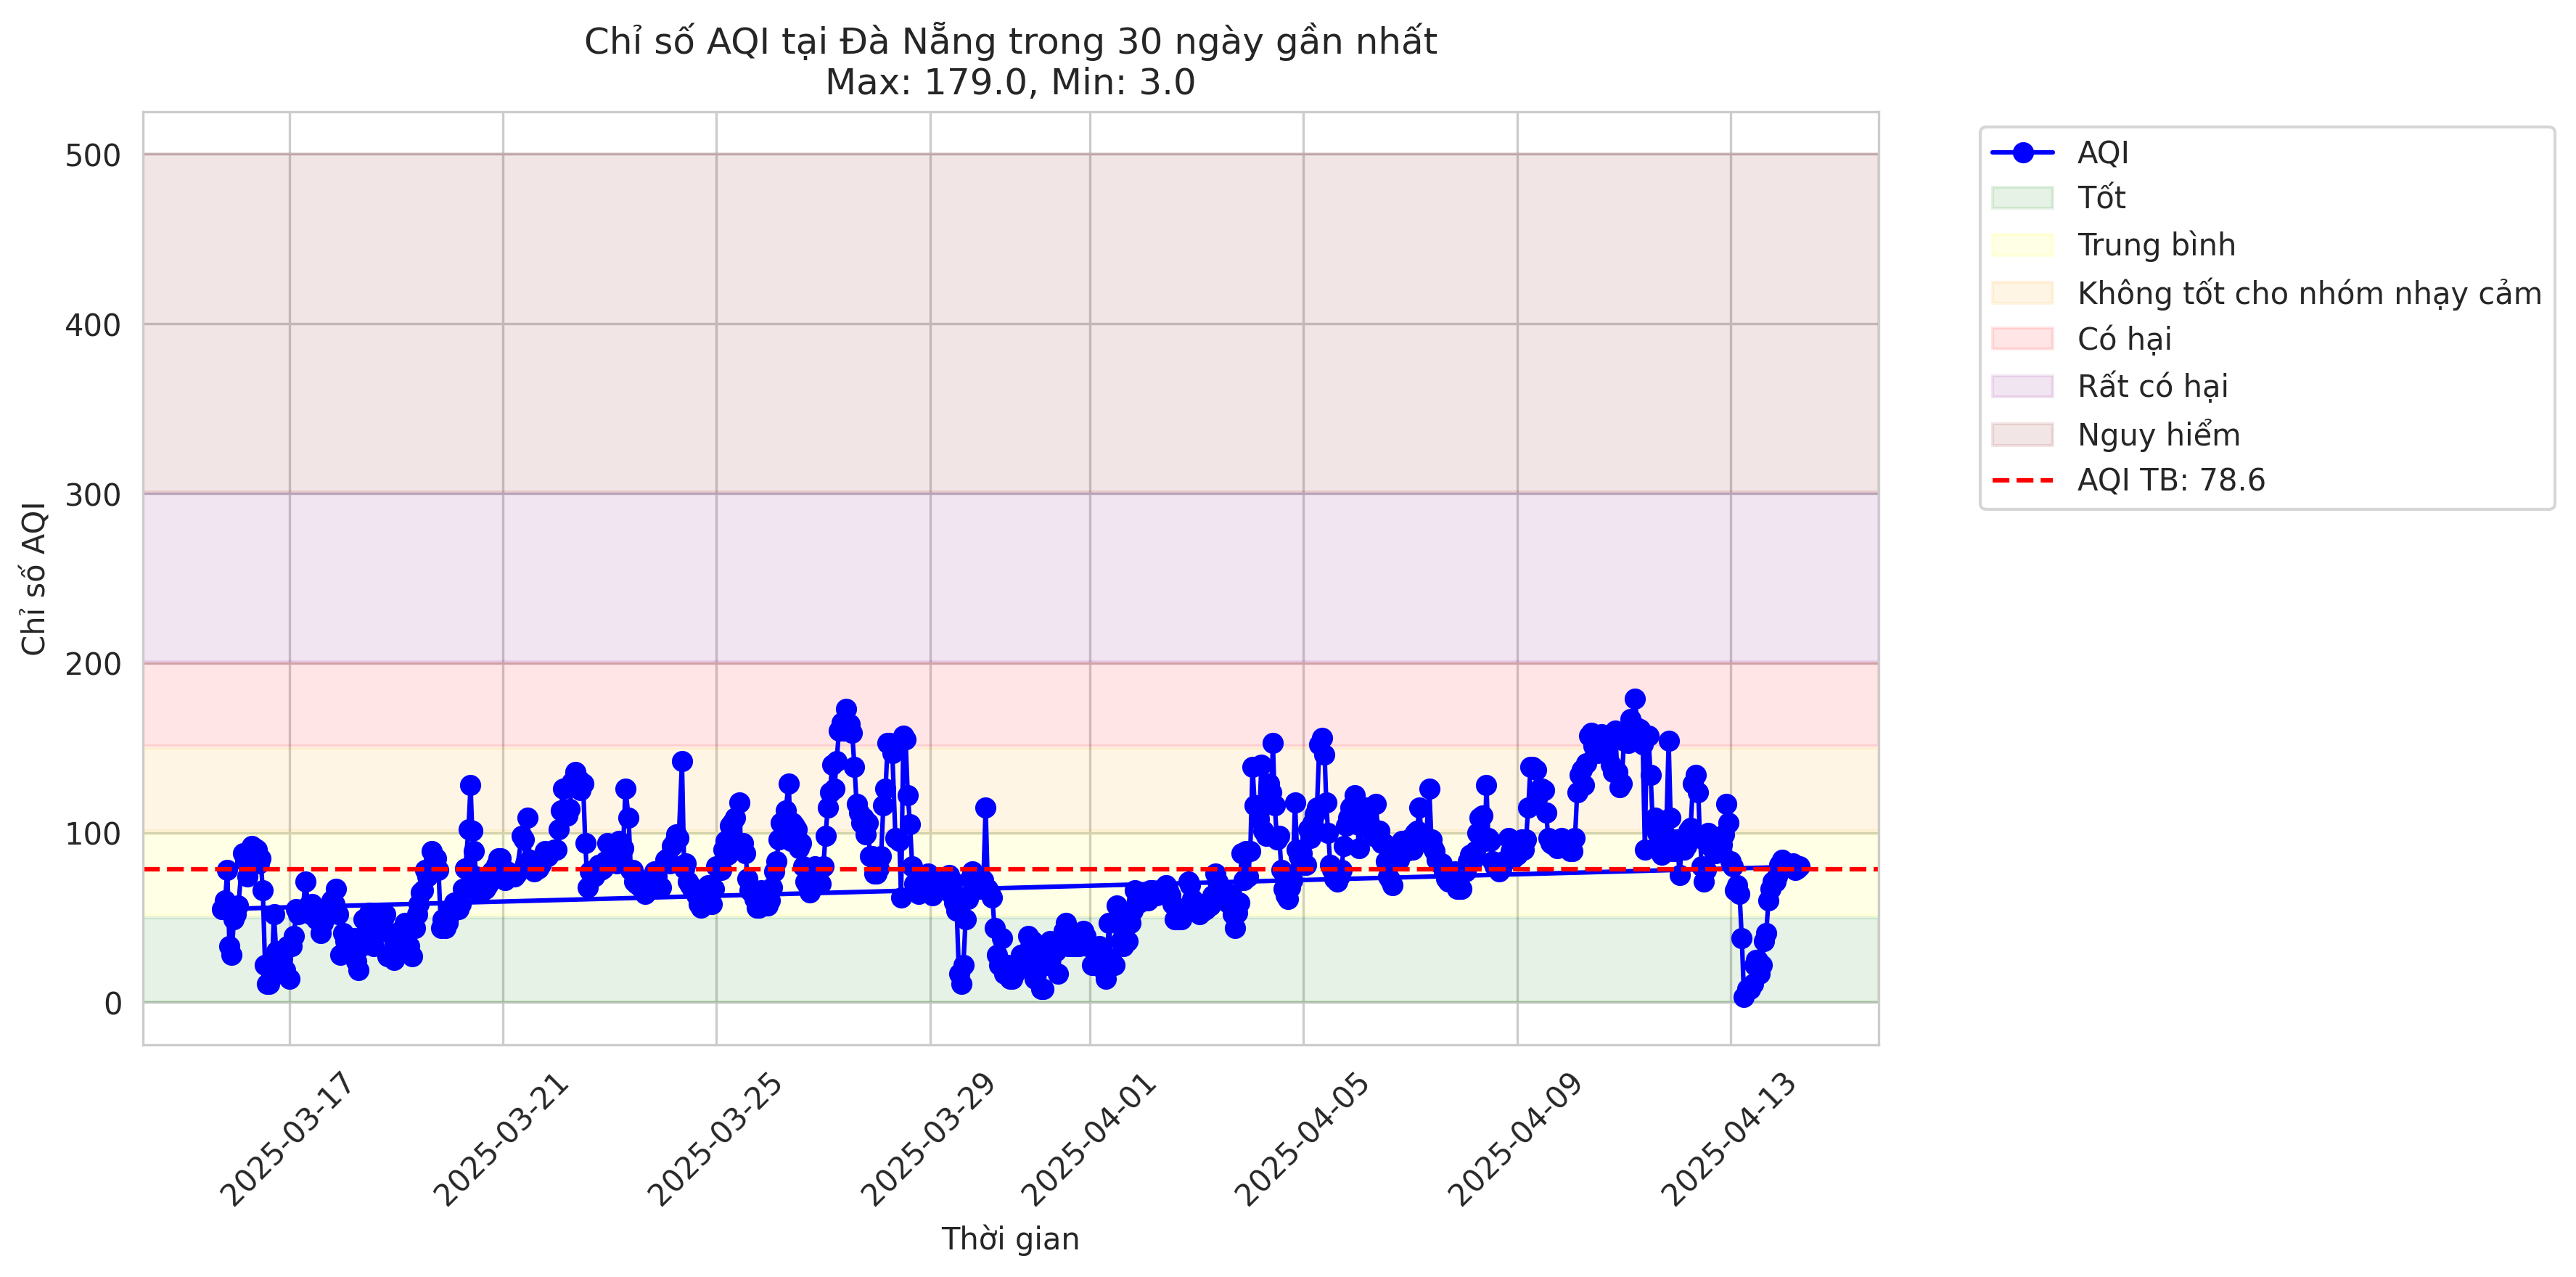 Chỉ số AQI tại Đà Nẵng trong 30 ngày gần nhất
Max: 179.0, Min: 3.0
Chỉ số AQI
500
400
300
200
100
0
2025-03-17
2025-03-21
2025-03-25
2025-03-29
2025-04-01
2025-04-05
2025-04-09
2025-04-13
Thời gian
AQI
Tốt
Trung bình
Không tốt cho nhóm nhạy cảm
Có hại
Rất có hại
Nguy hiểm
AQI TB: 78.6